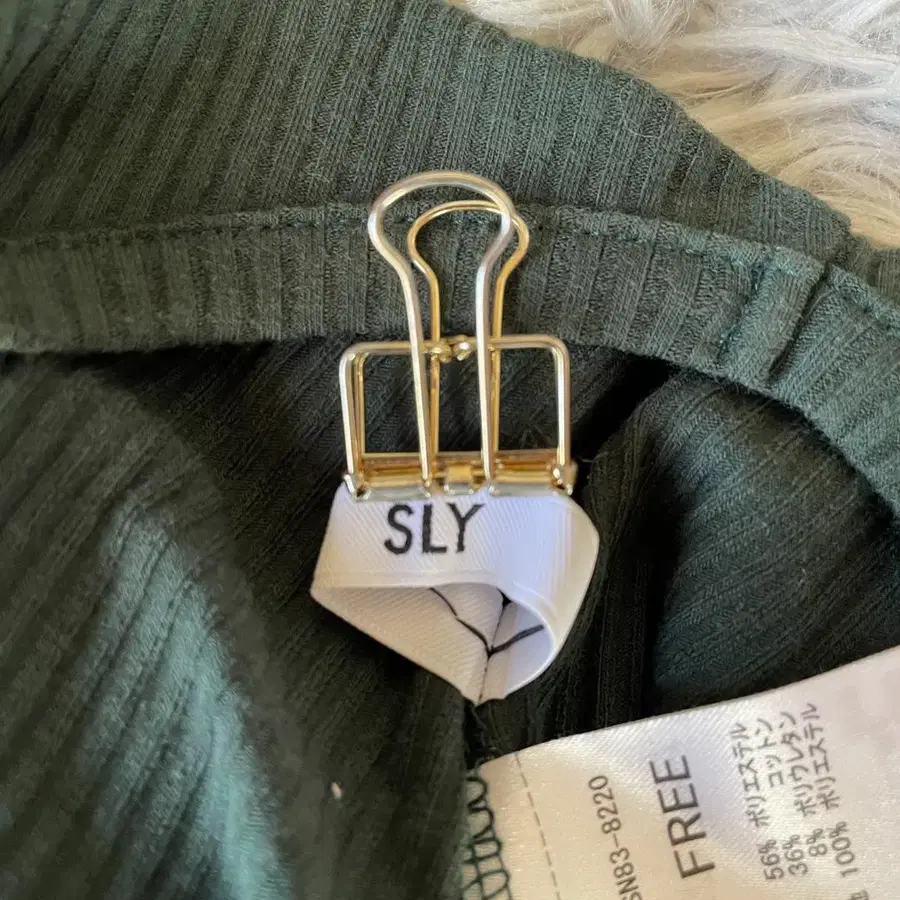 SLY
SN83-8220
FREE
56% ポリエステル
36% コットン
8% ポリウレタン
100% ポリエステル